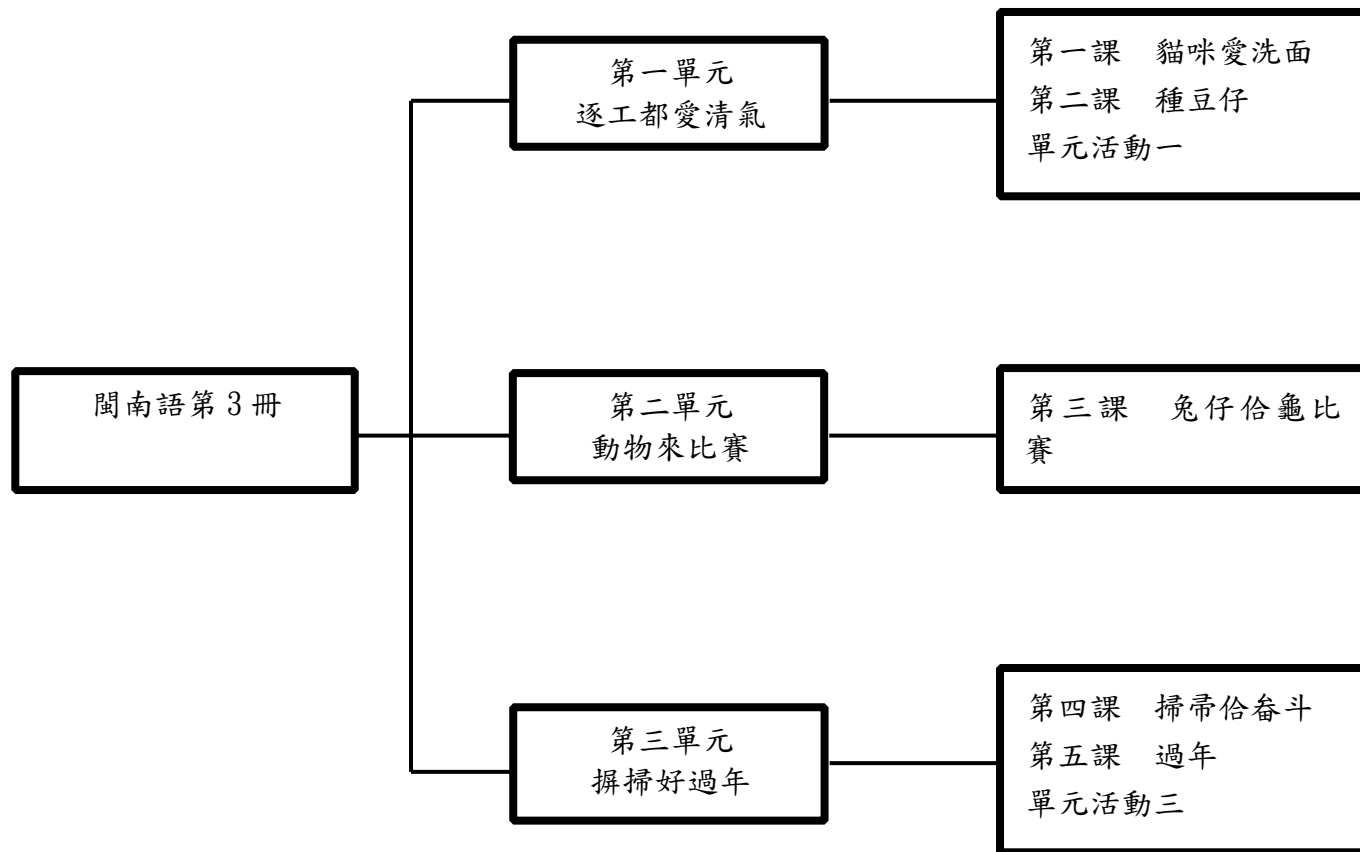 閩南語第3冊
第一單元
逐工都愛清氣
第一課 貓咪愛洗面
第二課 種豆仔
單元活動一
第二單元
動物來比賽
第三課 兔仔佮龜比
賽
第三單元
摒掃好過年
第四課 掃帚佮畚斗
第五課 過年
單元活動三